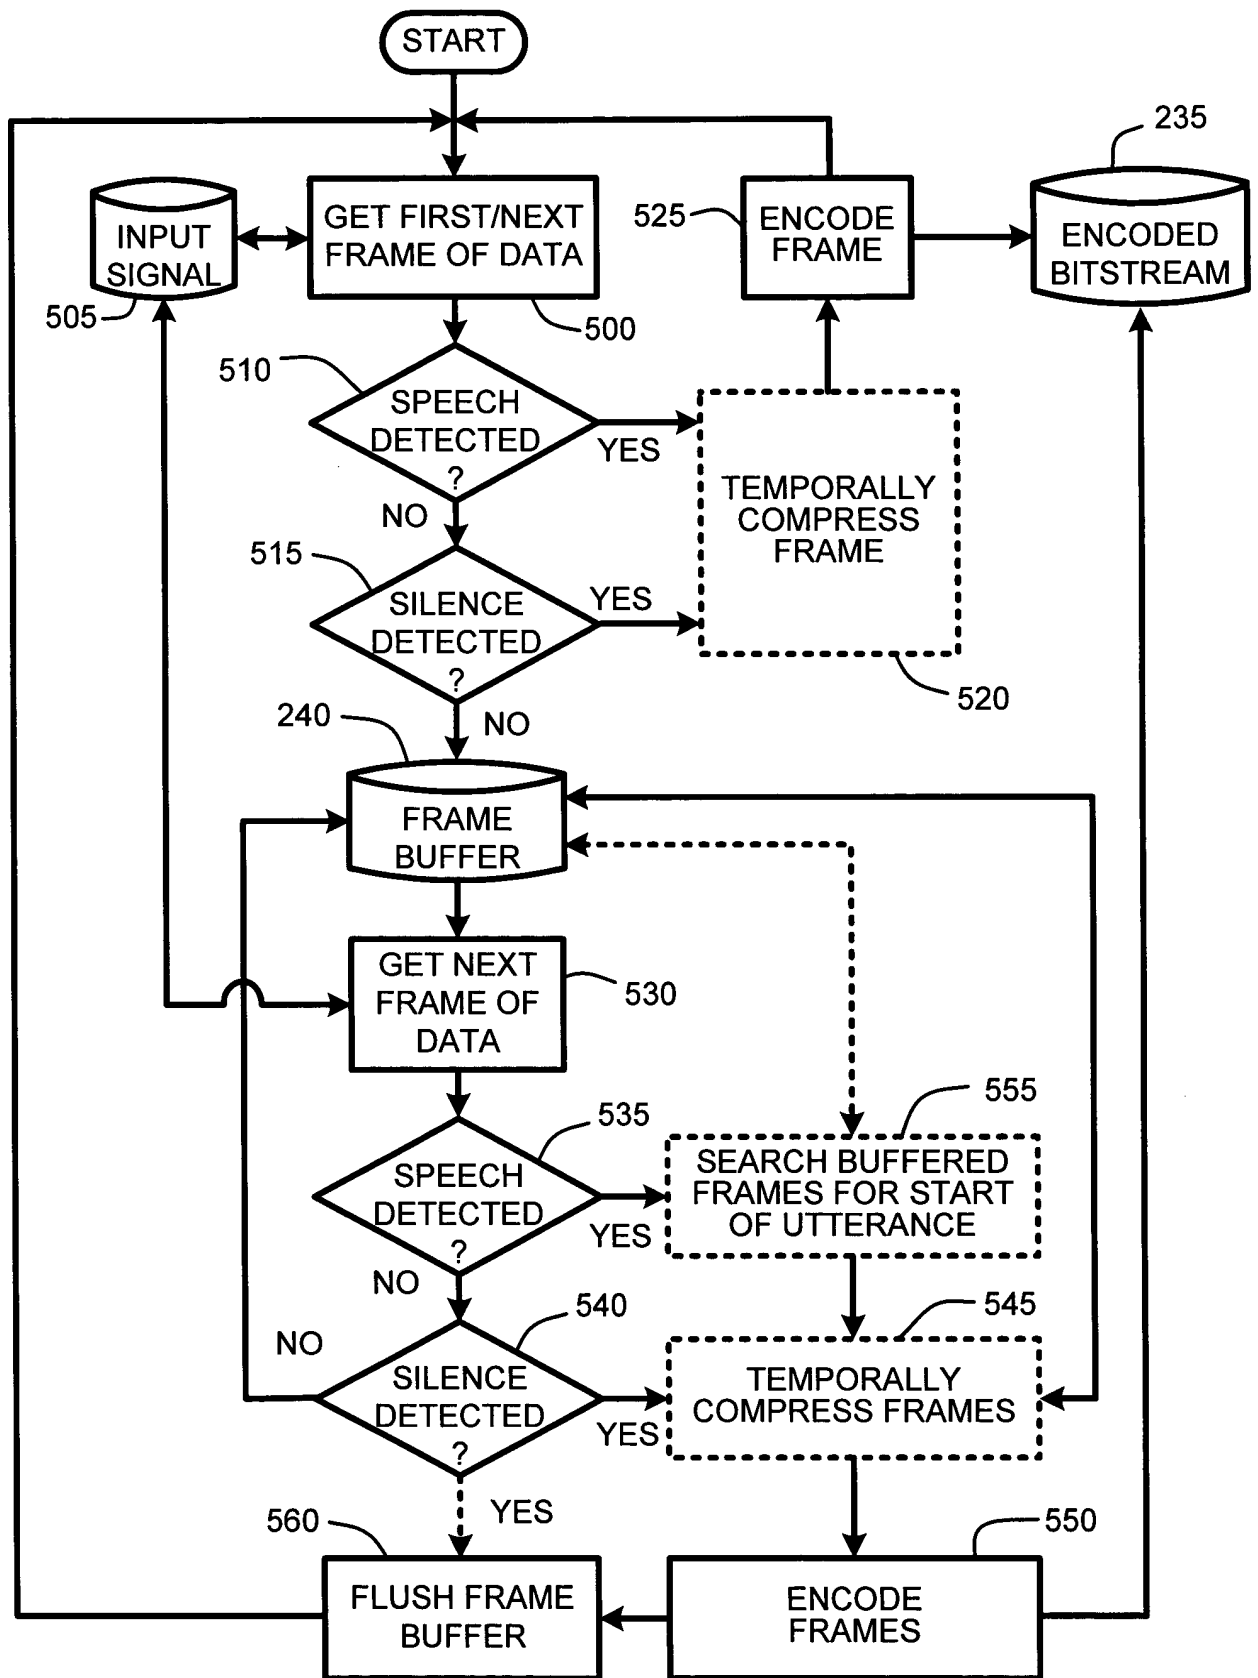 START
235
INPUT
SIGNAL
505
GET FIRST/NEXT
FRAME OF DATA
500
525
ENCODE
FRAME
ENCODED
BITSTREAM
510
SPEECH
DETECTED
?
YES
NO
TEMPORALLY
COMPRESS
FRAME
520
515
SILENCE
DETECTED
?
YES
NO
240
FRAME
BUFFER
GET NEXT
FRAME OF
DATA
530
535
SPEECH
DETECTED
?
YES
NO
555
SEARCH BUFFERED
FRAMES FOR START
OF UTTERANCE
540
NO
SILENCE
DETECTED
?
YES
545
TEMPORALLY
COMPRESS FRAMES
YES
560
FLUSH FRAME
BUFFER
550
ENCODE
FRAMES